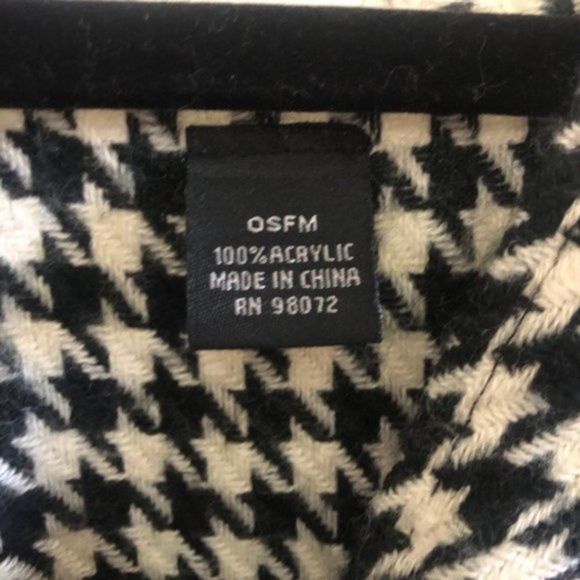 OSFM
100% ACRYLIC
MADE IN CHINA
RN 98072